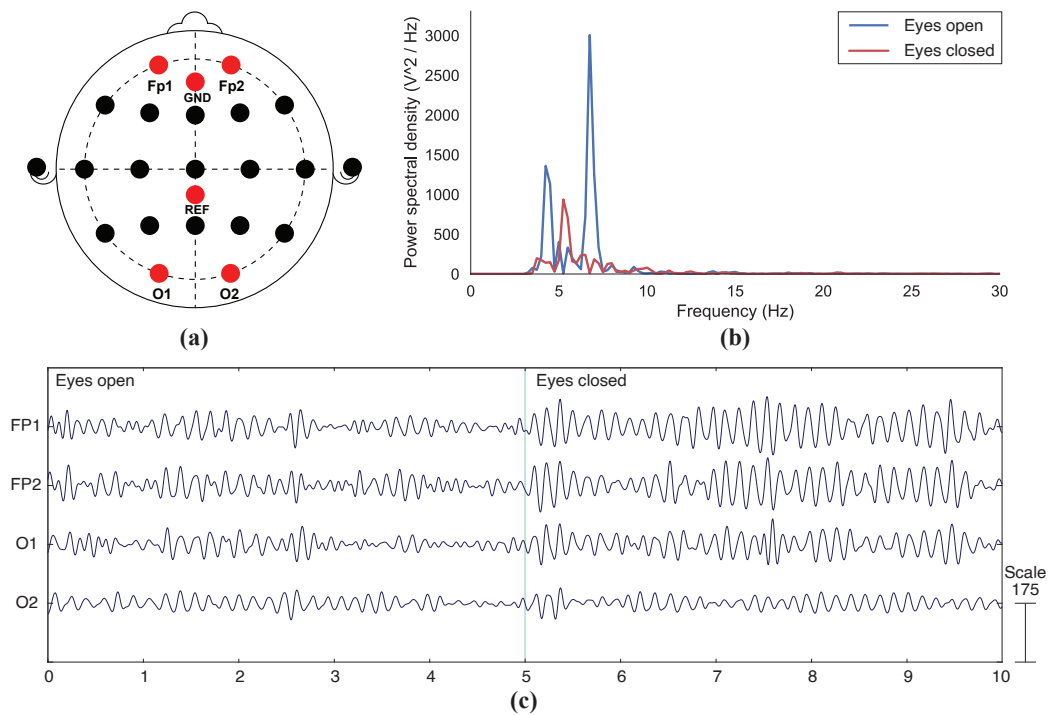 Fp1
Fp2
GND
REF
O1
O2
(a)
Eyes open
Eyes closed
Power spectral density (V^2 / Hz)
3000
2500
2000
1500
1000
500
0
0 5 10 15 20 25 30
Frequency (Hz)
(b)
Eyes open
Eyes closed
FP1
FP2
O1
O2
Scale
175
0 1 2 3 4 5 6 7 8 9 10
(c)